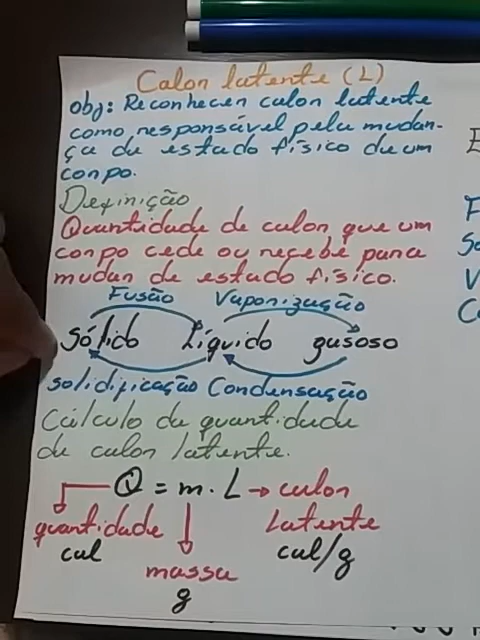 Calor latente (L)
obj: Reconhecer calor latente
como responsável pela mudan-
ça de estado físico de um
corpo.
Definição
Quantidade de calor que um
corpo cede ou recebe para
mudar de estado físico.
Fusão Vaporização
Sólido Líquido gasoso
solidificação Condensação
Cálculo da quantidade
de calor latente.
Q = m . L → calor
quantidade latente
cal cal/g
massa
g